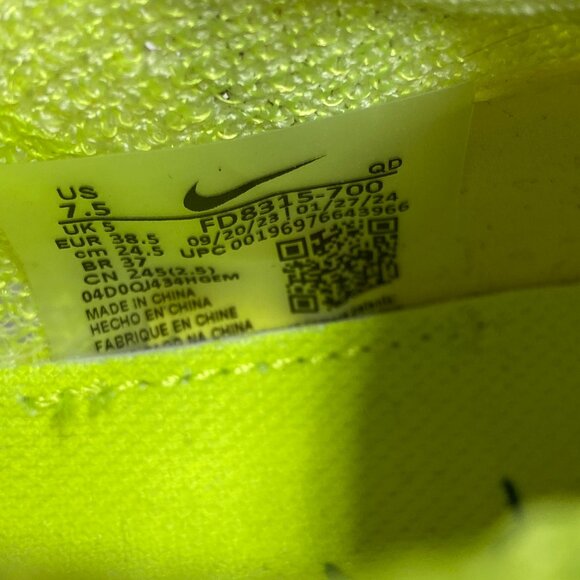 US
7.5
UK 5
EUR 38.5
cm 24.5
BR 37
CN 245(2.5)
04D0QJ434HGEM
MADE IN CHINA
HECHO EN CHINA
FABRIQUE EN CHINE
NA CHINA
QD
FD8315-700
09/20/23 | 01/27/24
UPC 00196976643966